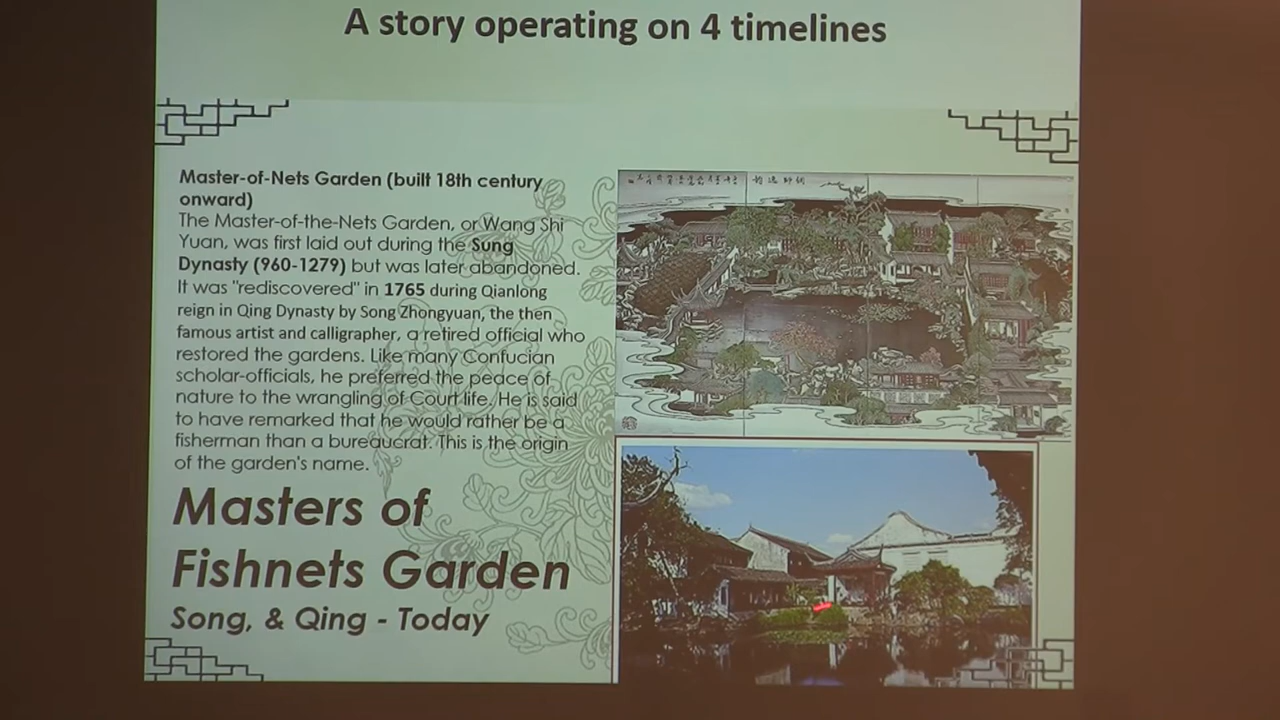 A story operating on 4 timelines
Master-of-Nets Garden (built 18th century
onward)
The Master-of-the-Nets Garden, or Wang Shi
Yuan, was first laid out during the Sung
Dynasty (960-1279) but was later abandoned.
It was "rediscovered" in 1765 during Qianlong
reign in Qing Dynasty by Song Zhongyuan, the then
famous artist and calligrapher, a retired official who
restored the gardens. Like many Confucian
scholar-officials, he preferred the peace of
nature to the wrangling of Court life. He is said
to have remarked that he would rather be a
fisherman than a bureaucrat. This is the origin
of the garden's name.
Masters of
Fishnets Garden
Song, & Qing - Today